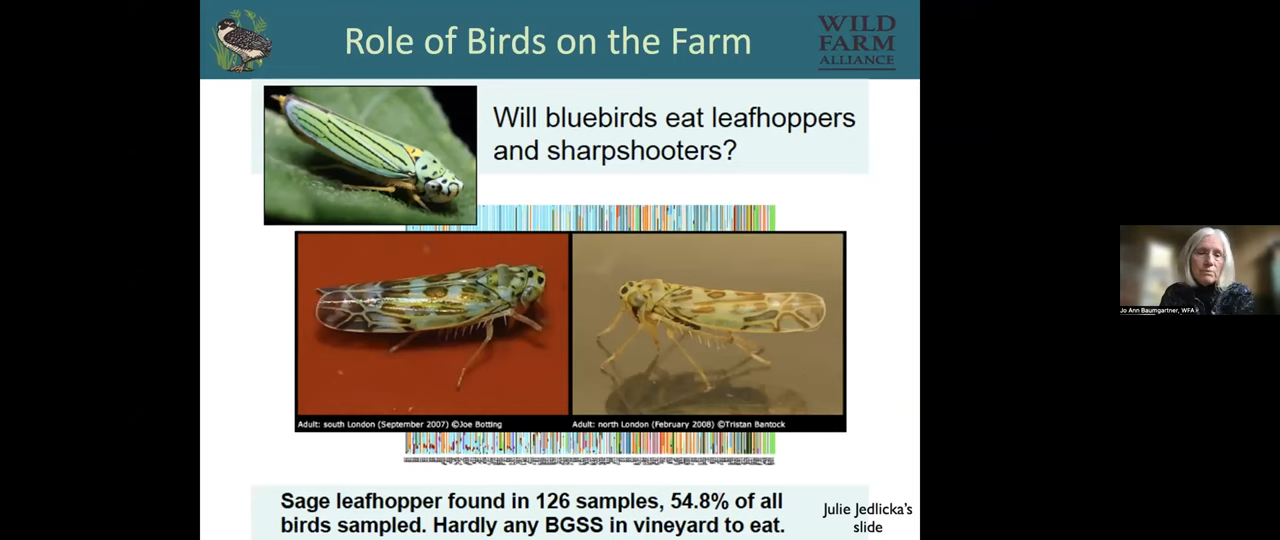 Role of Birds on the Farm
WILD
FARM
ALLIANCE
Will bluebirds eat leafhoppers
and sharpshooters?
Adult: south London (September 2007) ©Joe Botting
Adult: north London (February 2008) ©Tristan Bantock
Sage leafhopper found in 126 samples, 54.8% of all
birds sampled. Hardly any BGSS in vineyard to eat.
Julie Jedlicka's
slide
Jo Ann Baumgartner, WFA